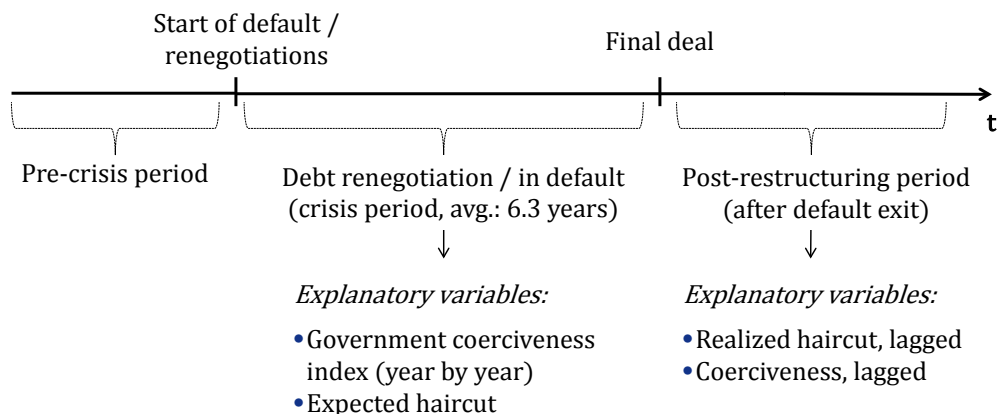 Start of default /
renegotiations
Final deal
t
Pre-crisis period
Debt renegotiation / in default
(crisis period, avg.: 6.3 years)
Post-restructuring period
(after default exit)
Explanatory variables:
•Government coerciveness
index (year by year)
•Expected haircut
Explanatory variables:
•Realized haircut, lagged
•Coerciveness, lagged